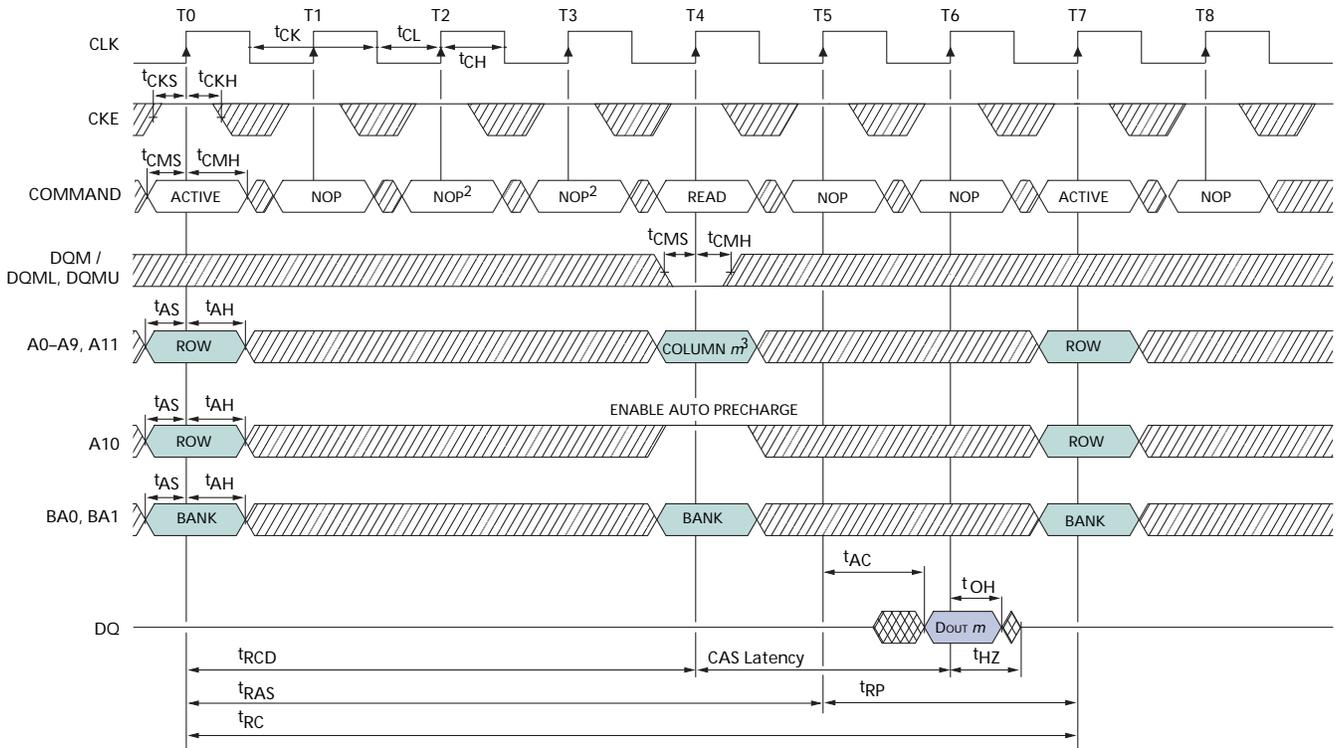 T0 T1 T2 T3 T4 T5 T6 T7 T8
CLK
tCK tCL
tCH
tCKS tCKH
CKE
tCMS tCMH
COMMAND ACTIVE NOP NOP2 NOP2 READ NOP NOP ACTIVE NOP
tCMS tCMH
DQM /
DQML, DQMU
tAS tAH
A0–A9, A11 ROW COLUMN m3 ROW
ENABLE AUTO PRECHARGE
tAS tAH
A10 ROW ROW
tAS tAH
BA0, BA1 BANK BANK BANK
tAC
tOH
DQ DOUT m
tRCD CAS Latency tHZ
tRAS tRP
tRC